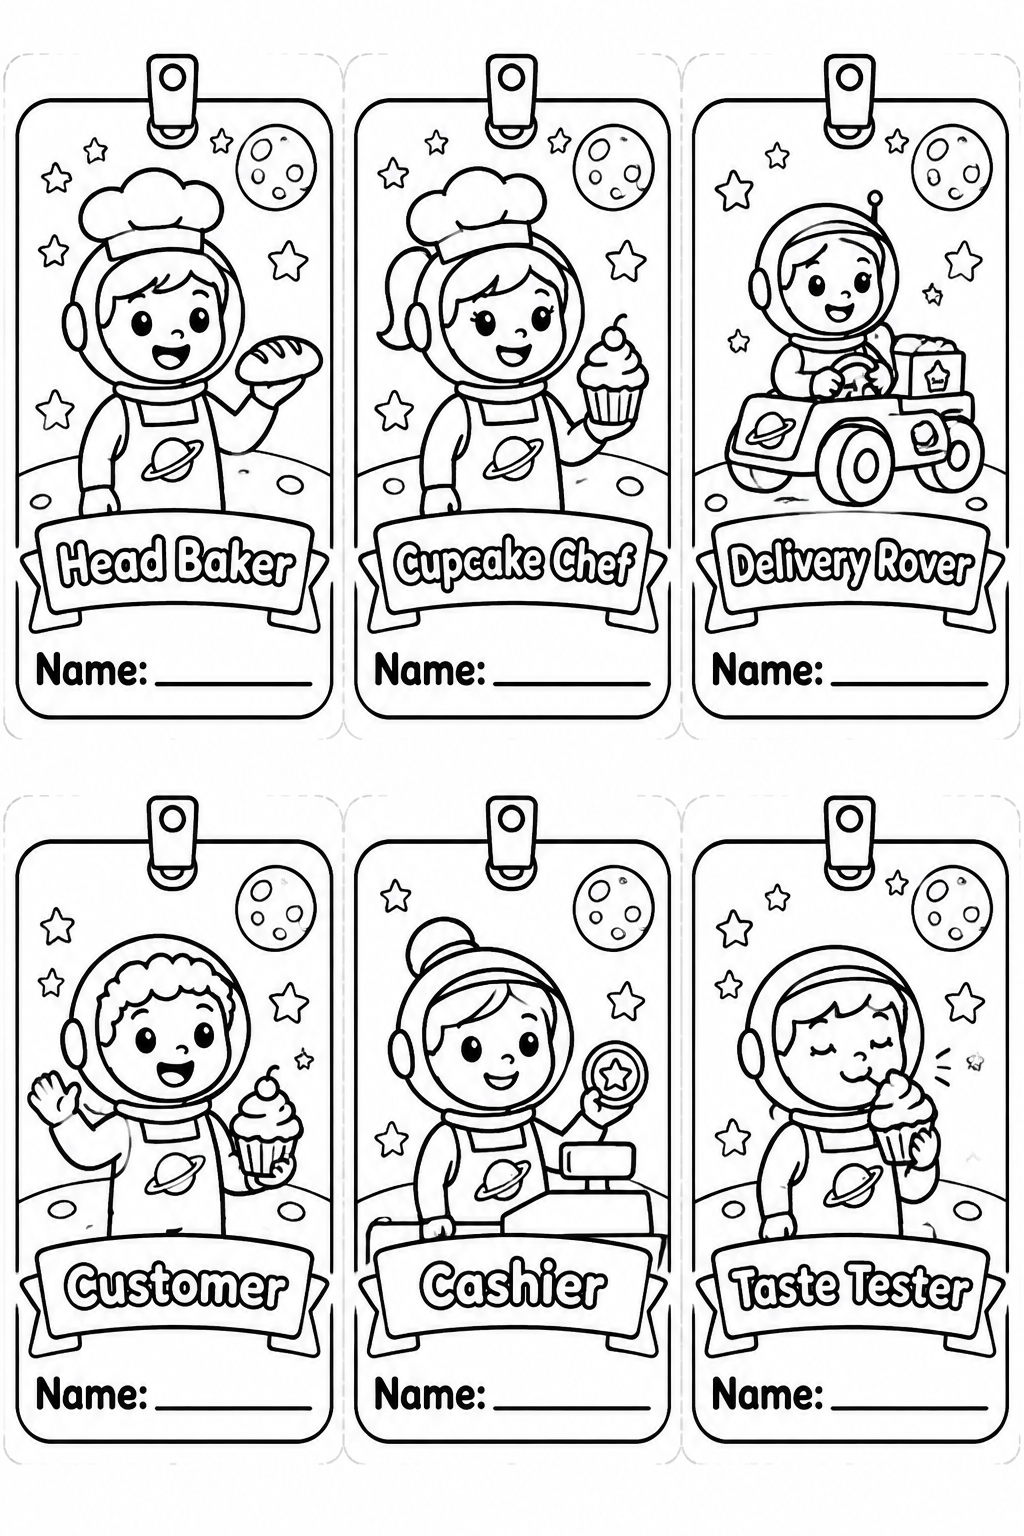 Head Baker
Name:
Cupcake Chef
Name:
Delivery Rover
Name:
Customer
Name:
Cashier
Name:
Taste Tester
Name: